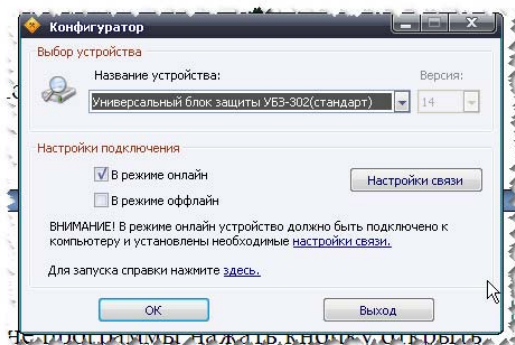 Конфигуратор
Выбор устройства
Название устройства:
Версия:
Универсальный блок защиты УБЗ-302(стандарт)
14
Настройки подключения
В режиме онлайн
Настройки связи
В режиме оффлайн
ВНИМАНИЕ! В режиме онлайн устройство должно быть подключено к
компьютеру и установлены необходимые настройки связи.
Для запуска справки нажмите здесь.
ОК
Выход